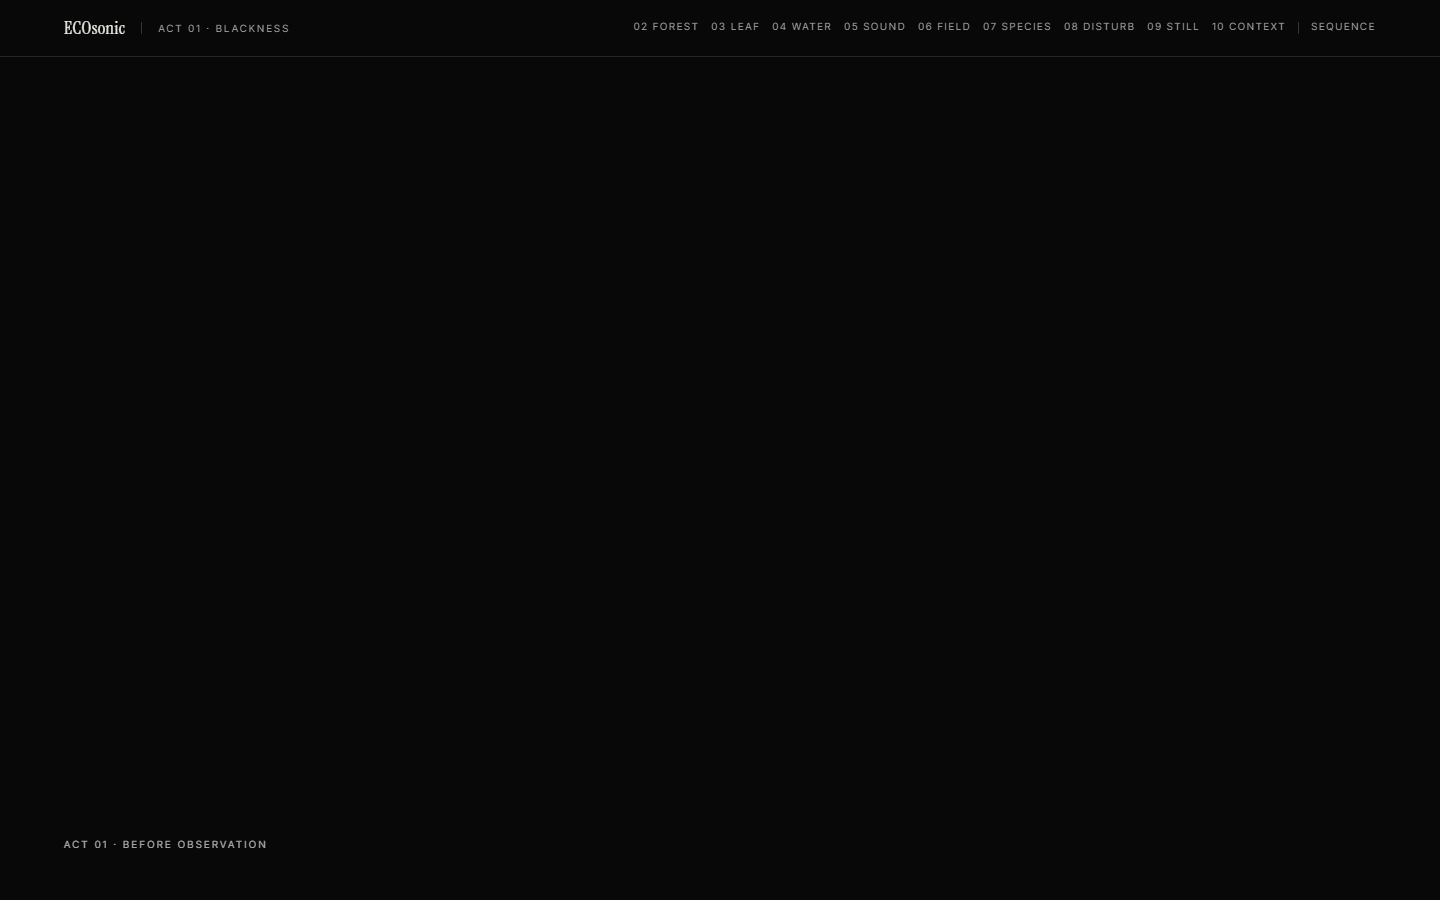 ECOsonic
ACT 01 · BLACKNESS
02 FOREST 03 LEAF 04 WATER 05 SOUND 06 FIELD 07 SPECIES 08 DISTURB 09 STILL 10 CONTEXT SEQUENCE
ACT 01 · BEFORE OBSERVATION